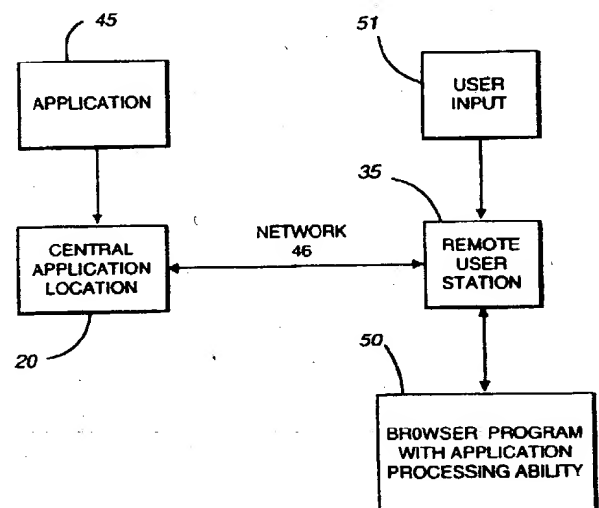 45
APPLICATION
51
USER
INPUT
CENTRAL
APPLICATION
LOCATION
20
NETWORK
46
35
REMOTE
USER
STATION
50
BROWSER PROGRAM
WITH APPLICATION
PROCESSING ABILITY